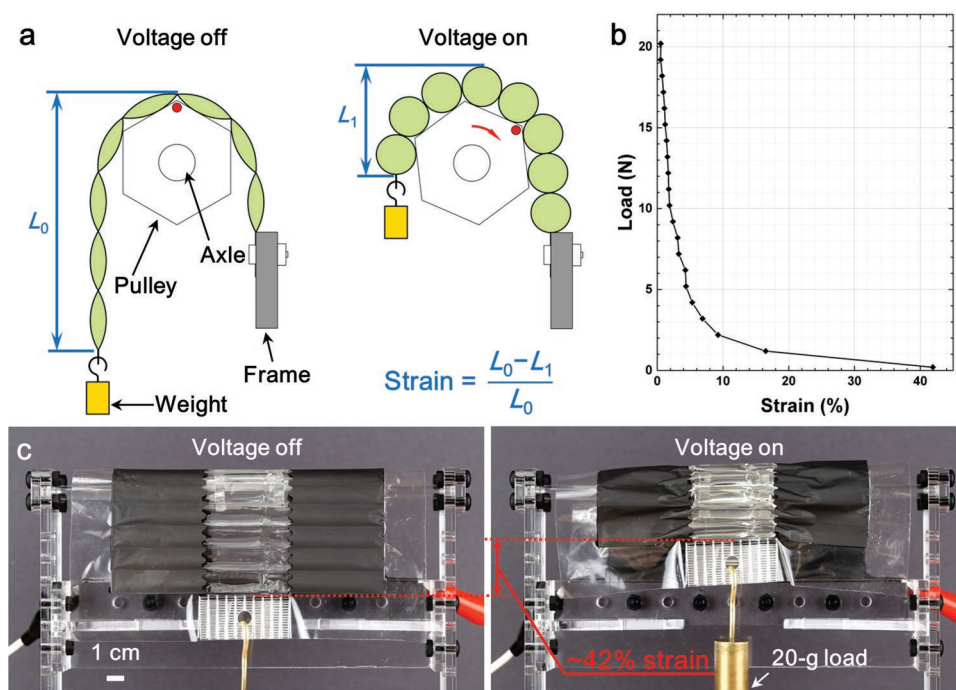 a
Voltage off
Voltage on
L₀
L₁
Axle
Pulley
Frame
Weight
Strain = (L₀–L₁)/L₀
b
Load (N)
20
15
10
5
0
0 10 20 30 40
Strain (%)
c
Voltage off
Voltage on
1 cm
~42% strain
20-g load